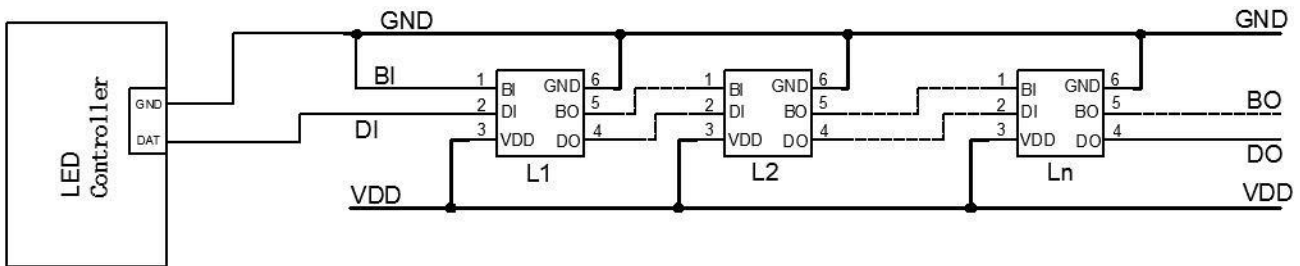 GND GND
BI 1 BI GND 6 1 BI GND 6 1 BI GND 6
GND 2 DI BO 5 2 DI BO 5 2 DI BO 5 BO
DAT DI 3 VDD DO 4 3 VDD DO 4 3 VDD DO 4 DO
LED Controller
L1 L2 Ln
VDD VDD